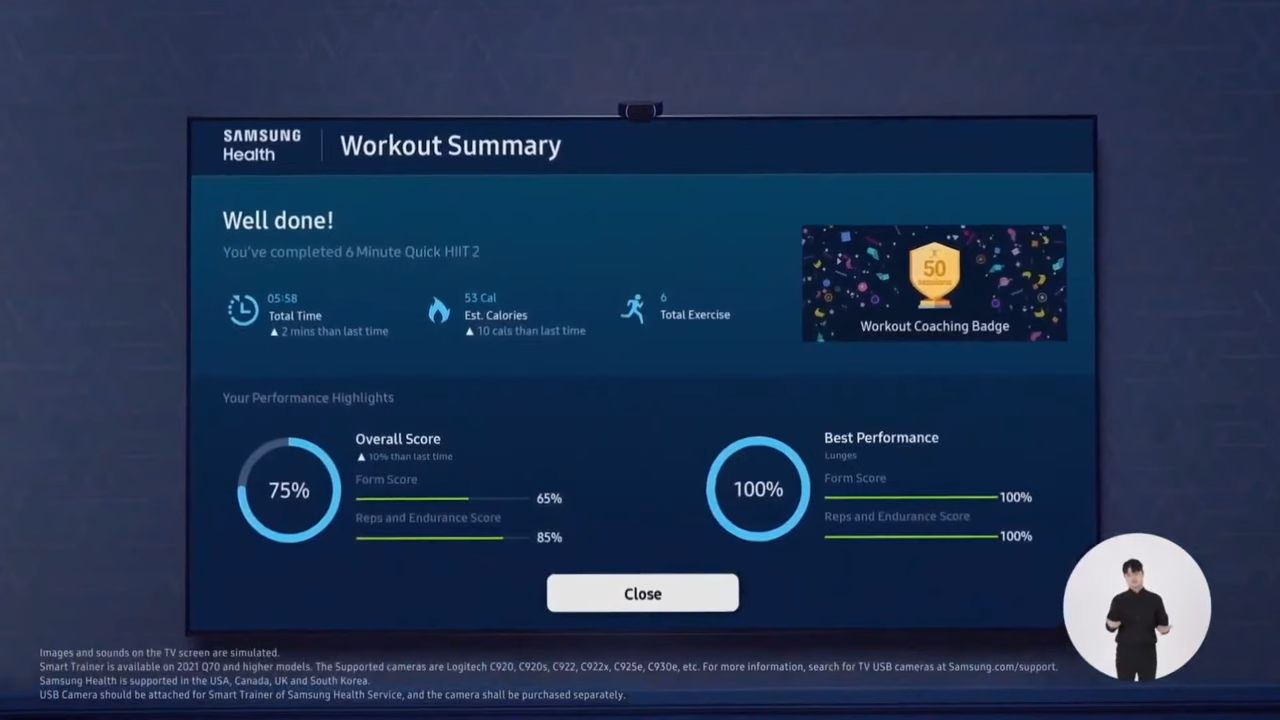 SAMSUNG
Health
Workout Summary
Well done!
You've completed 6 Minute Quick HIIT 2
05:58
Total Time
▲ 2 mins than last time
53 Cal
Est. Calories
▲ 10 cals than last time
6
Total Exercise
50
Workout Coaching Badge
Your Performance Highlights
75%
Overall Score
▲ 10% than last time
Form Score
65%
Reps and Endurance Score
85%
100%
Best Performance
Lunges
Form Score
100%
Reps and Endurance Score
100%
Close
Images and sounds on the TV screen are simulated.
Smart Trainer is available on 2021 Q70 and higher models. The Supported cameras are Logitech C920, C920s, C922, C922x, C925e, C930e, etc. For more information, search for TV USB cameras at Samsung.com/support.
Samsung Health is supported in the USA, Canada, UK and South Korea.
USB Camera should be attached for Smart Trainer of Samsung Health Service, and the camera shall be purchased separately.